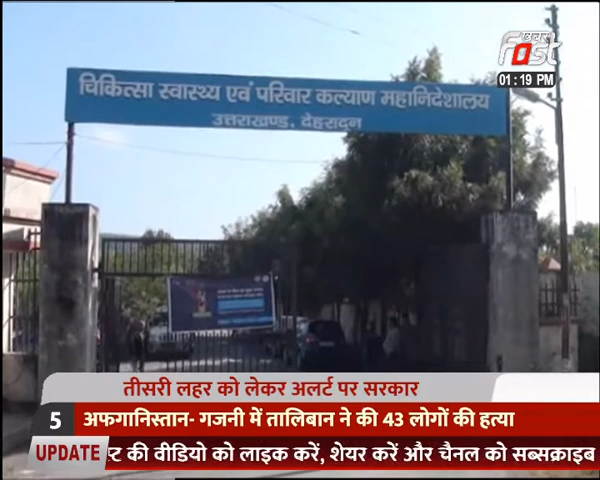 खबर
फास्ट
01:19 PM
चिकित्सा स्वास्थ्य एवं परिवार कल्याण महानिदेशालय
उत्तराखण्ड, देहरादून
तीसरी लहर को लेकर अलर्ट पर सरकार
5 अफगानिस्तान- गजनी में तालिबान ने की 43 लोगों की हत्या
UPDATE स्ट की वीडियो को लाइक करें, शेयर करें और चैनल को सब्सक्राइब